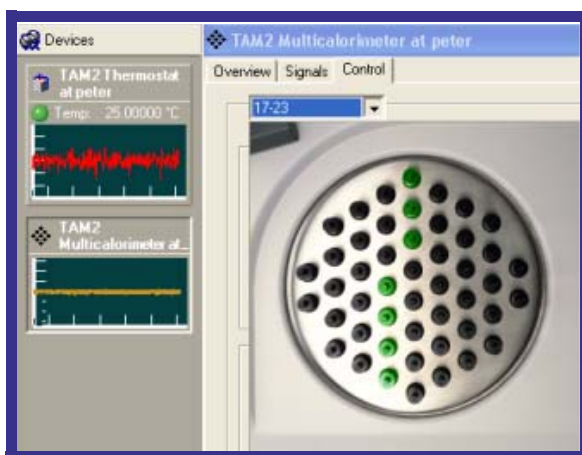 Devices
TAM2 Multicalorimeter at peter
TAM2 Thermostat
at peter
Temp: 25.00000 °C
TAM2
Multicalorimeter at...
Overview Signals Control
17-23